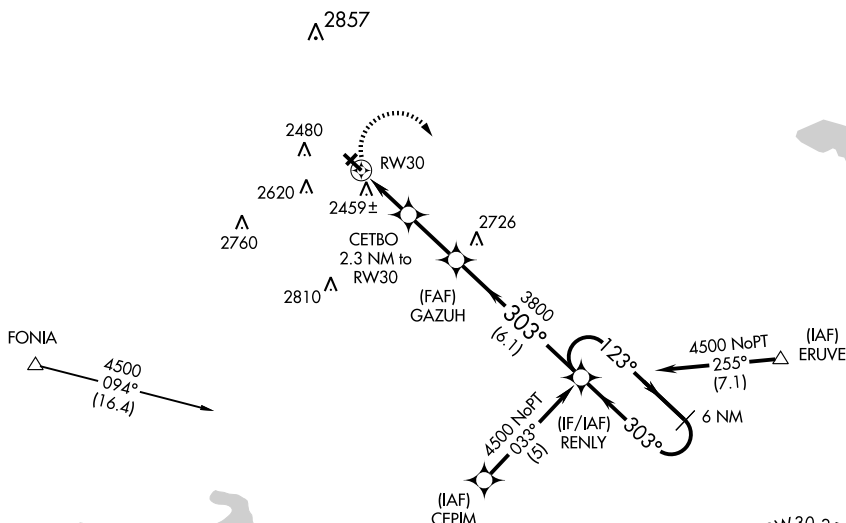 2857
2480
RW30
2620
2459±
2760
CETBO
2.3 NM to
RW30
2726
2810
(FAF)
GAZUH
3800
303°
(6.1)
FONIA
4500
094°
(16.4)
123°
4500 NoPT
255°
(7.1)
(IAF)
ERUVE
6 NM
303°
(IF/IAF)
RENLY
4500 NoPT
033°
(5)
(IAF)